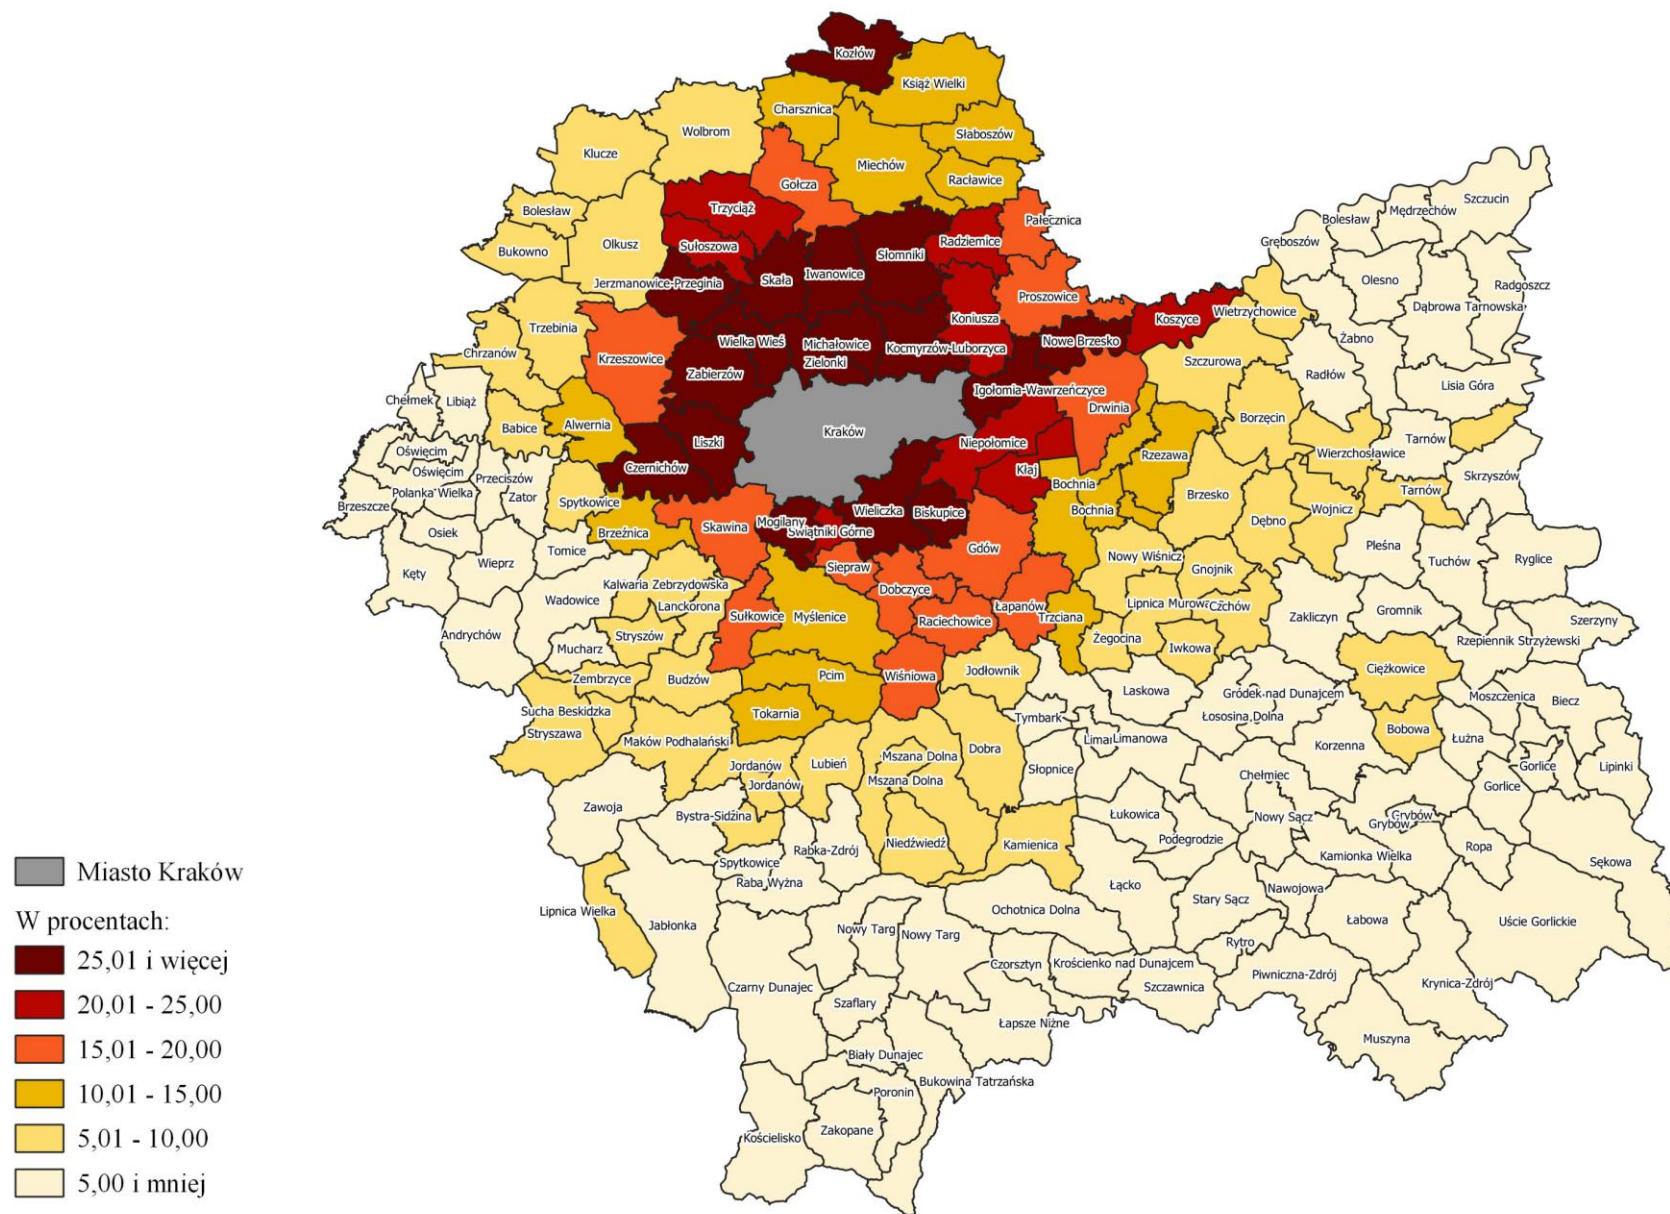 Kozłów
Książ Wielki
Charsznica
Wolbrom
Słaboszów
Klucze
Miechów
Racławice
Gołcza
Szczucin
Trzyciąż
Mędrzechów
Bolesław
Bolesław
Pałecznica
Gręboszów
Sułoszowa
Radziemice
Olkusz
Bukowno
Słomniki
Iwanowice
Skała
Jerzmanowice-Przeginia
Olesno
Radgoszcz
Proszowice
Dąbrowa Tarnowska
Wietrzychowice
Koszyce
Koniusza
Trzebinia
Żabno
Wielka Wieś
Michałowice
Nowe Brzesko
Kocmyrzów-Luborzyca
Chrzanów
Krzeszowice
Zielonki
Szczurowa
Zabierzów
Radłów
Lisia Góra
Igołomia-Wawrzeńczyce
Chełmek
Libiąż
Drwinia
Borzęcin
Babice
Alwernia
Kraków
Liszki
Niepołomice
Tarnów
Oświęcim
Wierzchosławice
Rzezawa
Czernichów
Kłaj
Oświęcim
Przeciszów
Skrzyszów
Bochnia
Polanka Wielka
Tarnów
Zator
Spytkowice
Brzesko
Brzeszcze
Bochnia
Wieliczka
Biskupice
Wojnicz
Mogilany
Skawina
Dębno
Osiek
Świątniki Górne
Brzeźnica
Pleśna
Gdów
Tomice
Nowy Wiśnicz
Tuchów
Ryglice
Wieprz
Siepraw
Gnojnik
Kęty
Kalwaria Zebrzydowska
Dobczyce
Wadowice
Lanckorona
Lipnica Murowana
Czchów
Łapanów
Gromnik
Sułkowice
Myślenice
Trzciana
Zakliczyn
Szerzyny
Raciechowice
Andrychów
Stryszów
Żegocina
Rzepiennik Strzyżewski
Mucharz
Iwkowa
Ciężkowice
Jodłownik
Pcim
Wiśniowa
Zembrzyce
Budzów
Laskowa
Gródek nad Dunajcem
Moszczenica
Biecz
Sucha Beskidzka
Tokarnia
Łososina Dolna
Tymbark
Bobowa
Stryszawa
Limanowa
Łużna
Maków Podhalański
Dobra
Korzenna
Mszana Dolna
Lubień
Jordanów
Gorlice
Lipinki
Słopnice
Chełmiec
Mszana Dolna
Jordanów
Gorlice
Zawoja
Bystra-Sidzina
Łukowica
Grybów
Nowy Sącz
Grybów
Podegrodzie
Niedźwiedź
Kamienica
Rabka-Zdrój
Ropa
Kamionka Wielka
Sękowa
Spytkowice
Raba Wyżna
Łącko
Nawojowa
Stary Sącz
Lipnica Wielka
Ochotnica Dolna
Łabowa
Uście Gorlickie
Jabłonka
Nowy Targ
Nowy Targ
Rytro
Krościenko nad Dunajcem
Czorsztyn
Piwniczna-Zdrój
Krynica-Zdrój
Czarny Dunajec
Szczawnica
Szaflary
Łapsze Niżne
Muszyna
Biały Dunajec
Bukowina Tatrzańska
Poronin
Zakopane
Kościelisko
Miasto Kraków
W procentach:
25,01 i więcej
20,01 - 25,00
15,01 - 20,00
10,01 - 15,00
5,01 - 10,00
5,00 i mniej